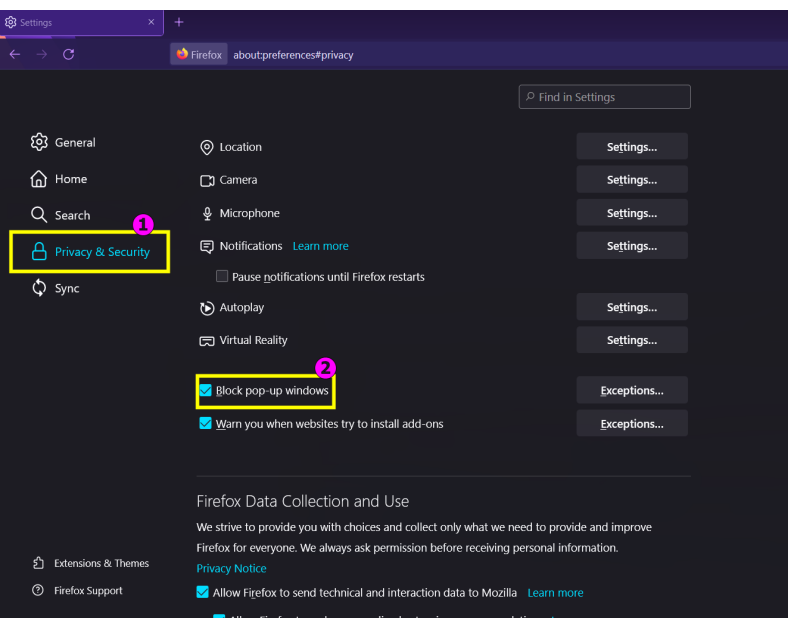 Settings
Firefox about:preferences#privacy
Find in Settings
General
Home
Search
1
Privacy & Security
Sync
Location Settings...
Camera Settings...
Microphone Settings...
Notifications Learn more Settings...
Pause notifications until Firefox restarts
Autoplay Settings...
Virtual Reality Settings...
2
Block pop-up windows Exceptions...
Warn you when websites try to install add-ons Exceptions...
Firefox Data Collection and Use
We strive to provide you with choices and collect only what we need to provide and improve
Firefox for everyone. We always ask permission before receiving personal information.
Privacy Notice
Allow Firefox to send technical and interaction data to Mozilla Learn more
Extensions & Themes
Firefox Support